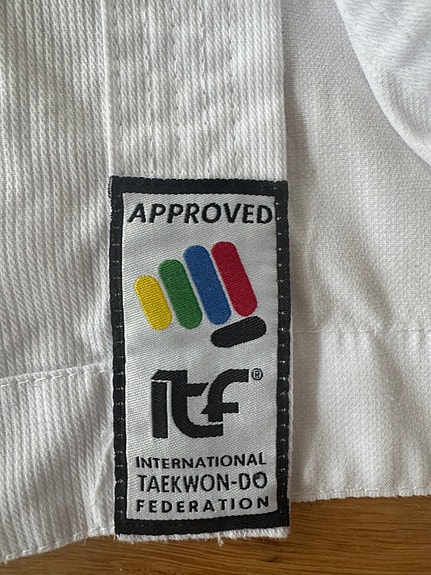 APPROVED
itf®
INTERNATIONAL
TAEKWON-DO
FEDERATION